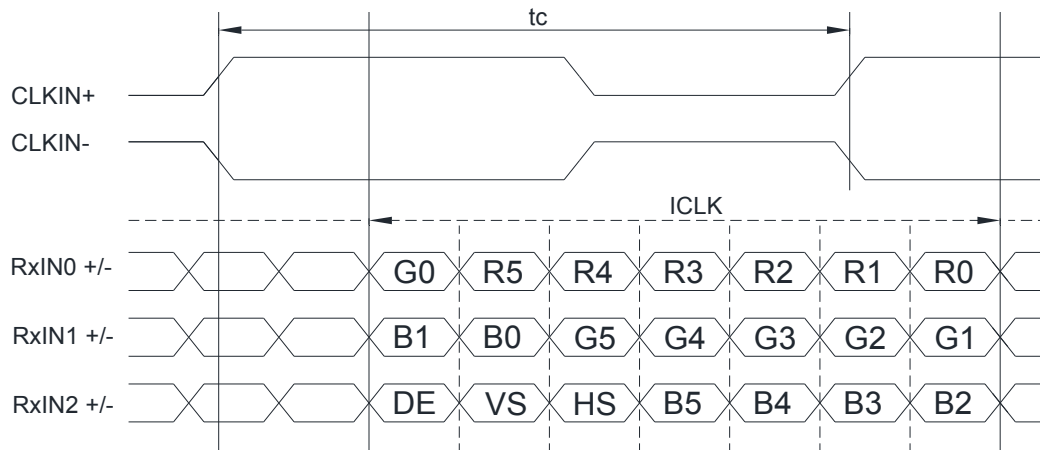 tc
CLKIN+
CLKIN-
ICLK
RxIN0 +/- G0 R5 R4 R3 R2 R1 R0
RxIN1 +/- B1 B0 G5 G4 G3 G2 G1
RxIN2 +/- DE VS HS B5 B4 B3 B2